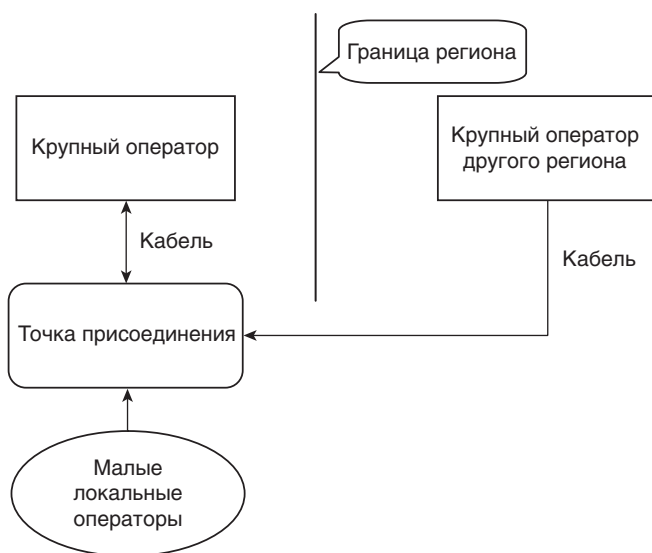 Граница региона
Крупный оператор
Крупный оператор
другого региона
Кабель
Кабель
Точка присоединения
Малые
локальные
операторы